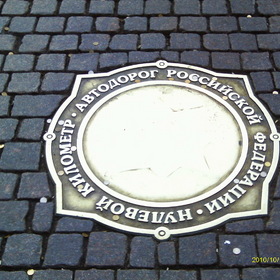 НУЛЕВОЙ КИЛОМЕТР · АВТОДОРОГ РОССИЙСКОЙ ФЕДЕРАЦИИ ·
2010/10/